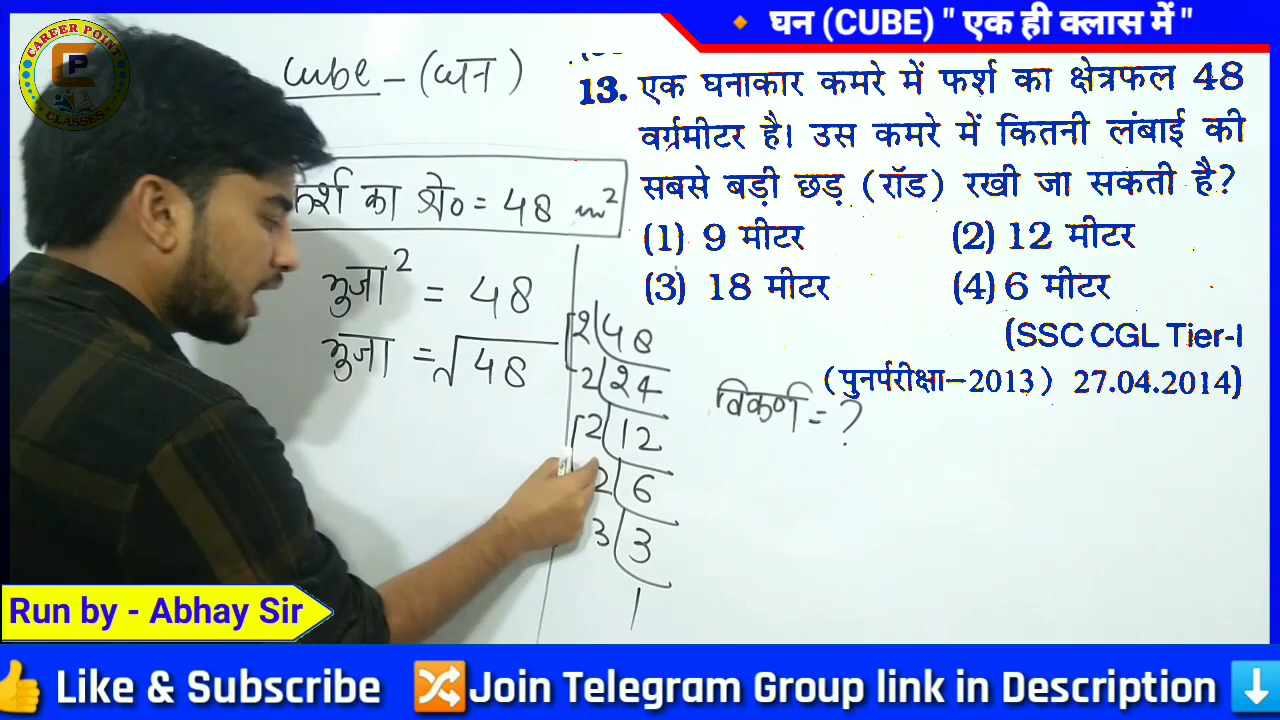 🔸 घन (CUBE) " एक ही क्लास में "
CAREER POINT
CP
CLASSES
Cube - (घन)
फर्श का क्षे० = 48 m²
भुजा² = 48
भुजा = √48
2 48
2 24
2 12
2 6
3 3
1
13. एक घनाकार कमरे में फर्श का क्षेत्रफल 48
वर्गमीटर है। उस कमरे में कितनी लंबाई की
सबसे बड़ी छड़ (रॉड) रखी जा सकती है?
(1) 9 मीटर (2) 12 मीटर
(3) 18 मीटर (4) 6 मीटर
(SSC CGL Tier-I
(पुनर्परीक्षा–2013) 27.04.2014)
विकर्ण = ?
Run by - Abhay Sir
👍 Like & Subscribe 🔀 Join Telegram Group link in Description ⬇️